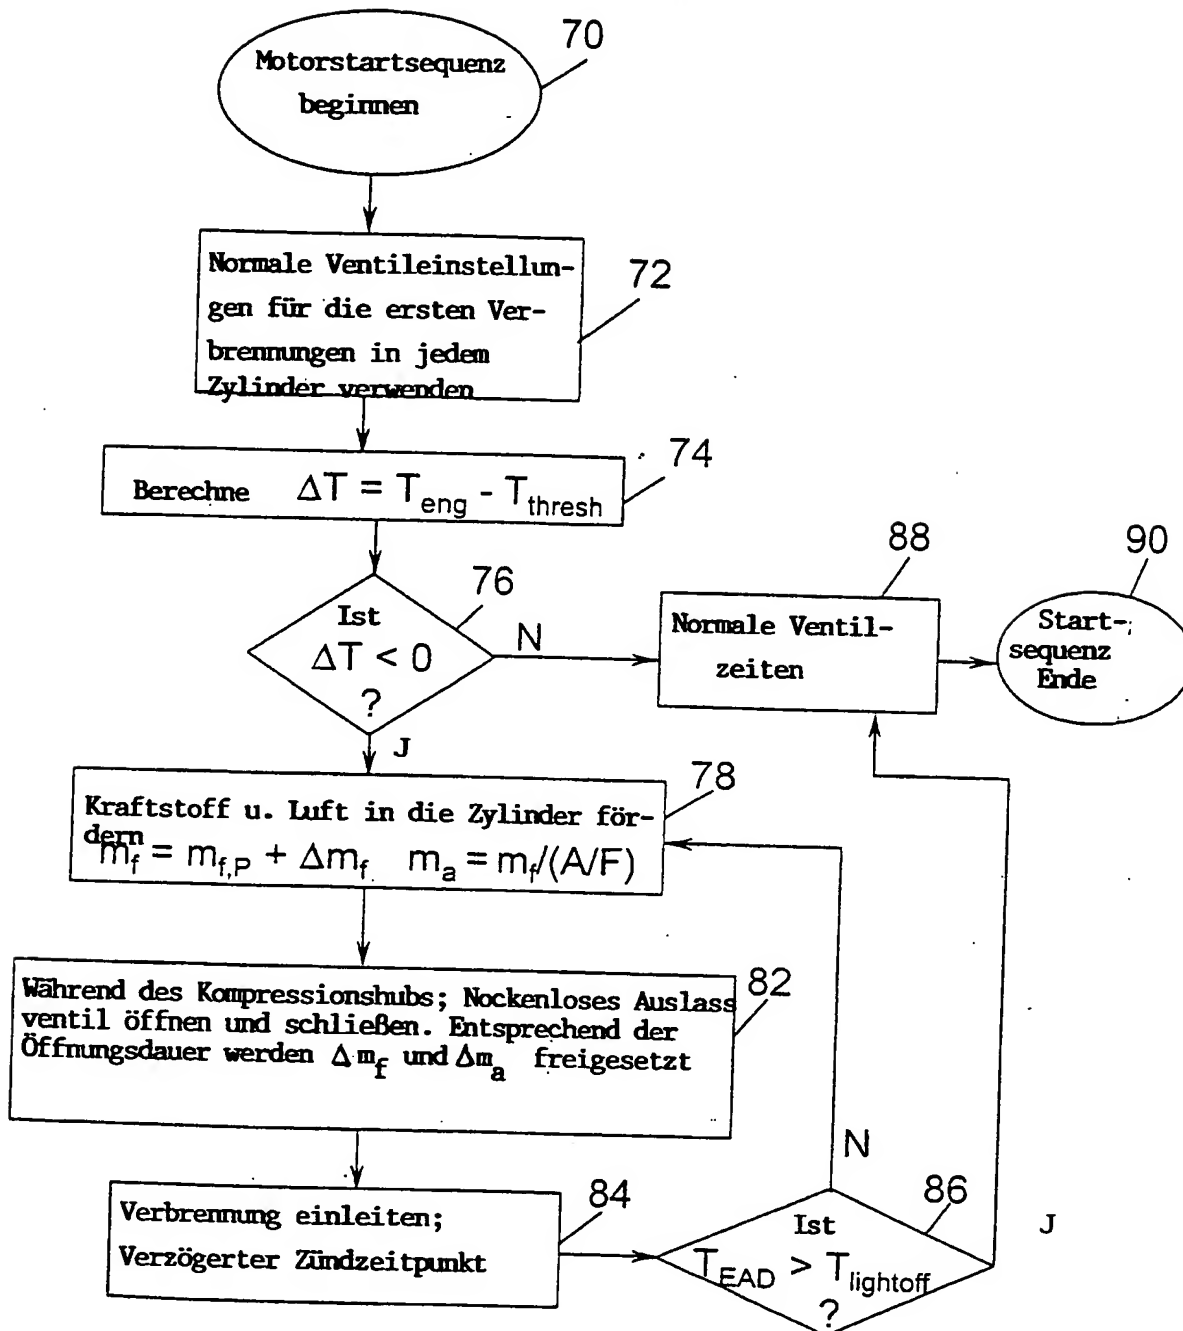 70
Motorstartsequenz
beginnen
Normale Ventileinstellun-
gen für die ersten Ver-
brennungen in jedem
Zylinder verwenden
72
74
Berechne ΔT = T_eng - T_thresh
76
Ist
ΔT < 0
?
N
J
88
Normale Ventil-
zeiten
90
Start-
sequenz
Ende
78
Kraftstoff u. Luft in die Zylinder för-
dern
m_f = m_f,P + Δm_f m_a = m_f/(A/F)
82
Während des Kompressionshubs; Nockenloses Auslass
ventil öffnen und schließen. Entsprechend der
Öffnungsdauer werden Δm_f und Δm_a freigesetzt
84
Verbrennung einleiten;
Verzögerter Zündzeitpunkt
N
86
J
Ist
T_EAD > T_lightoff
?